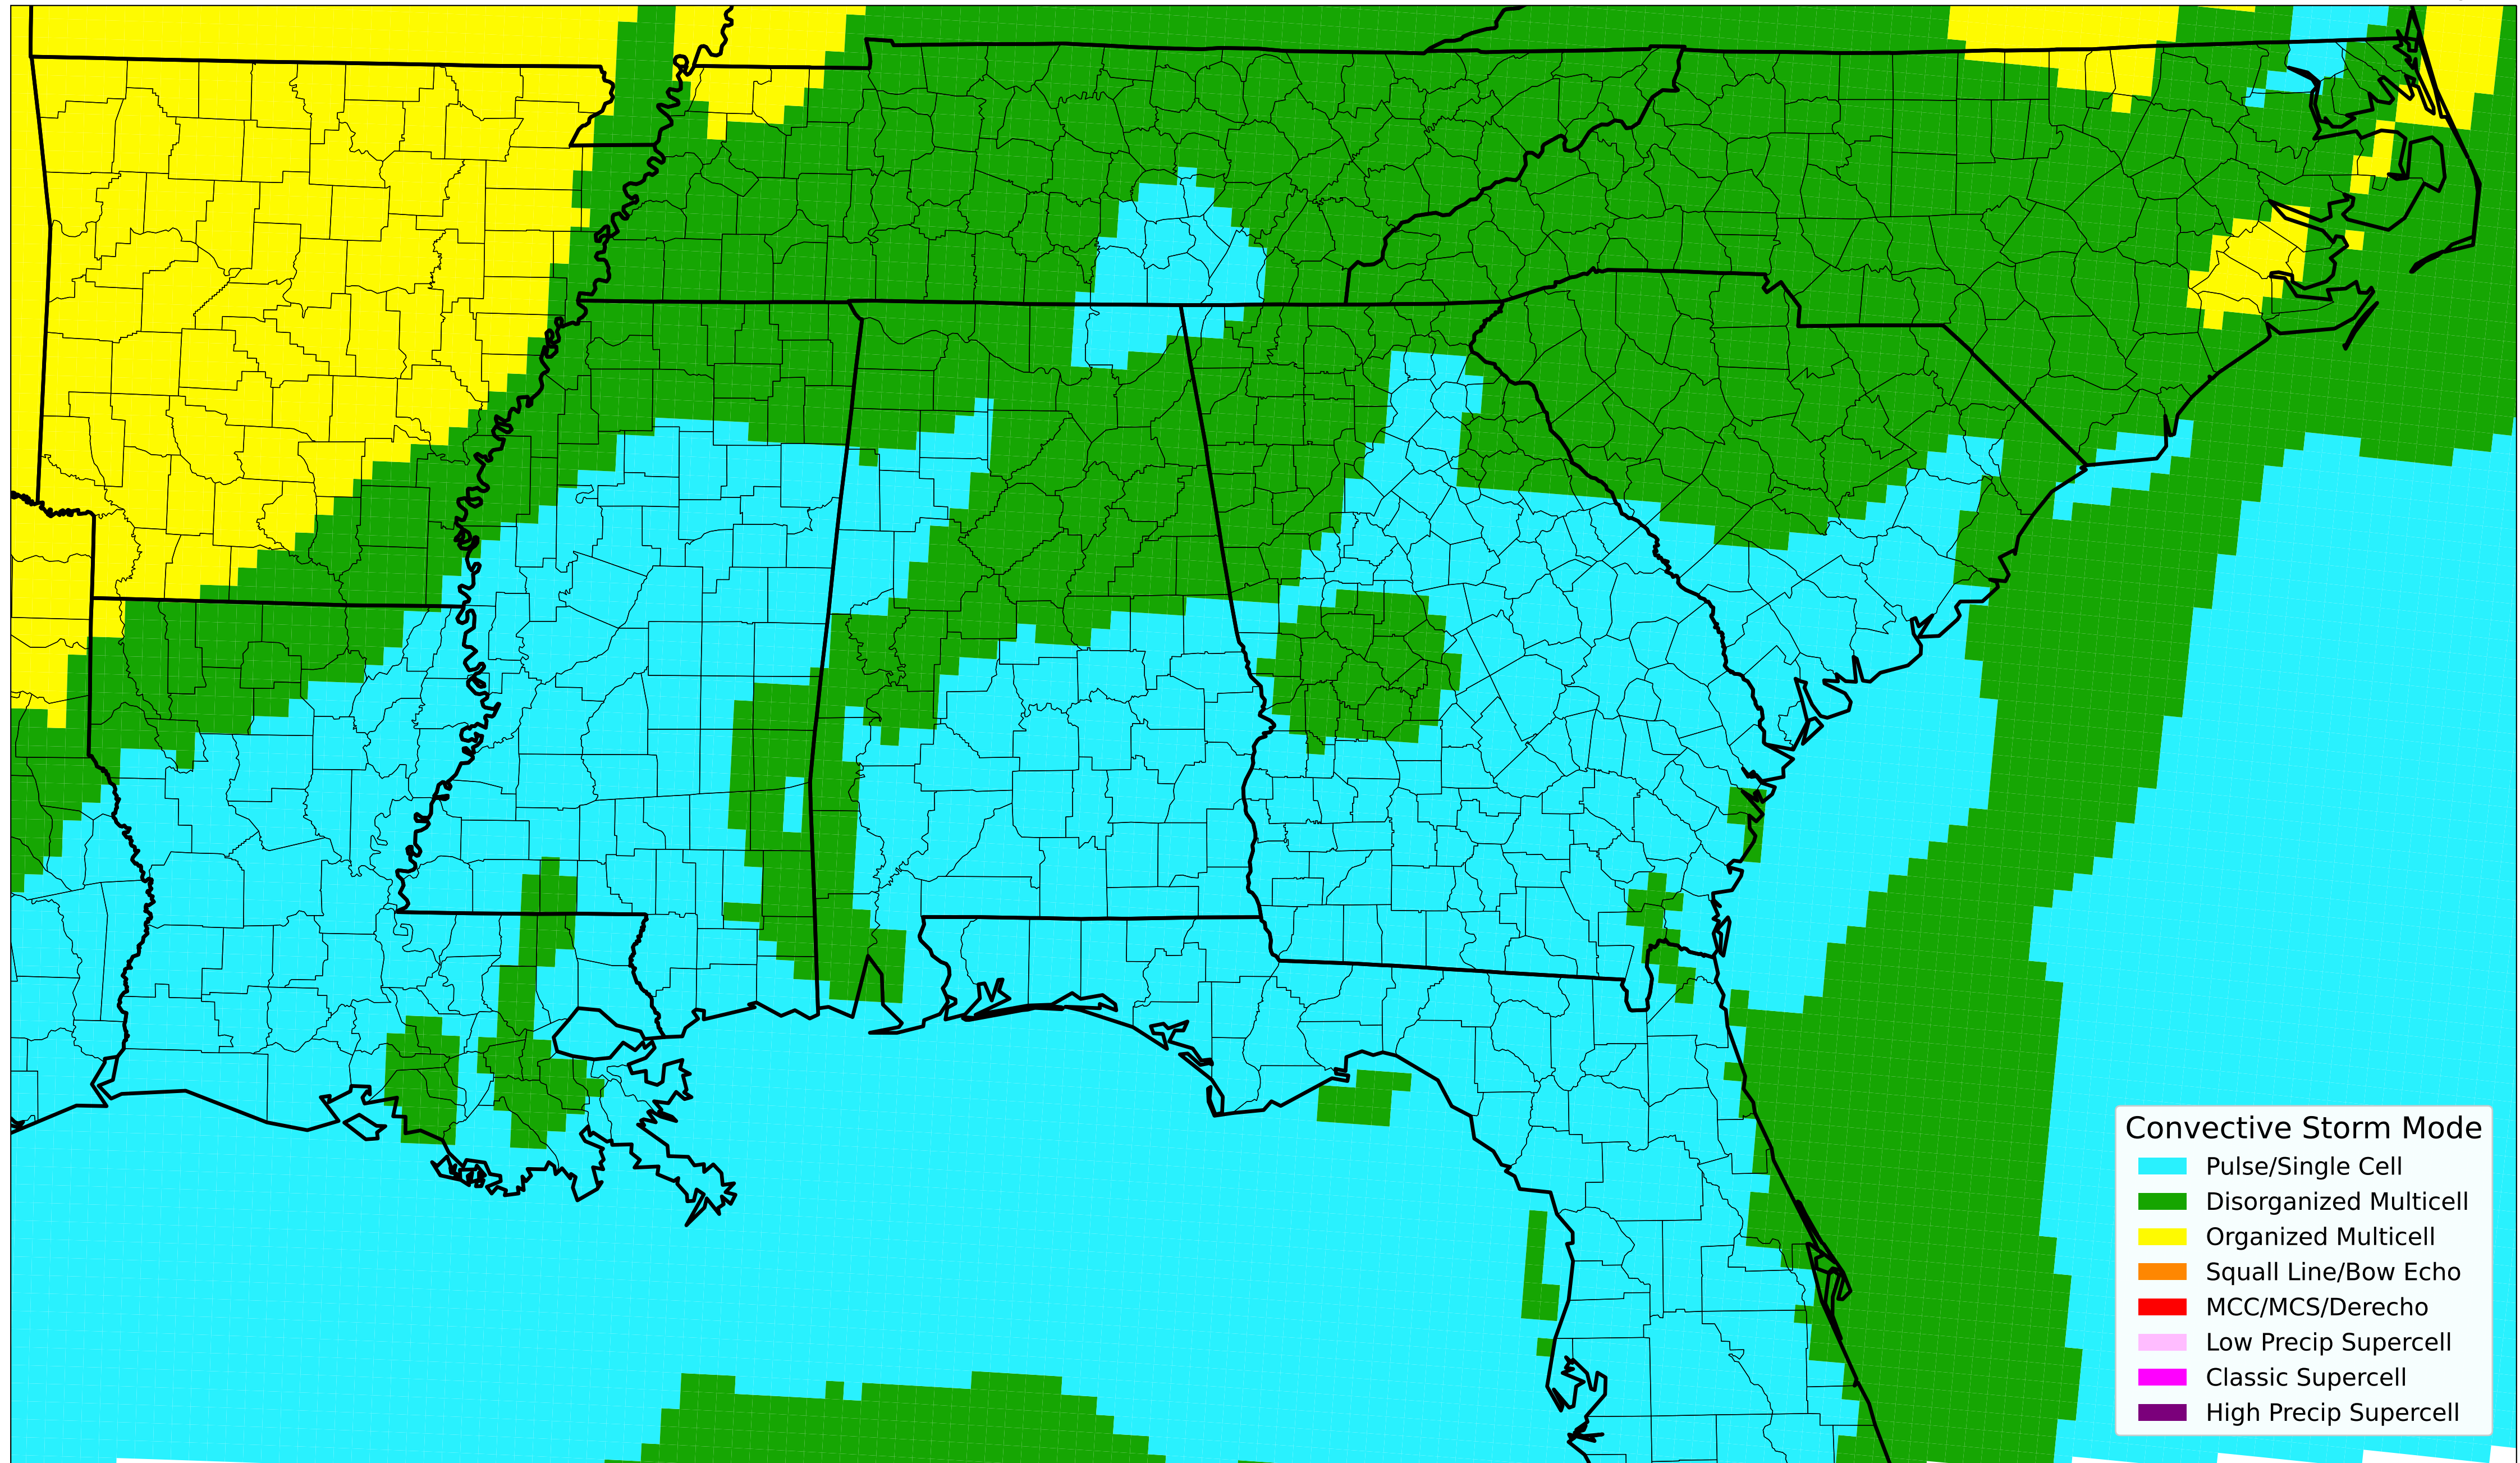 Convective Storm Mode
Pulse/Single Cell
Disorganized Multicell
Organized Multicell
Squall Line/Bow Echo
MCC/MCS/Derecho
Low Precip Supercell
Classic Supercell
High Precip Supercell